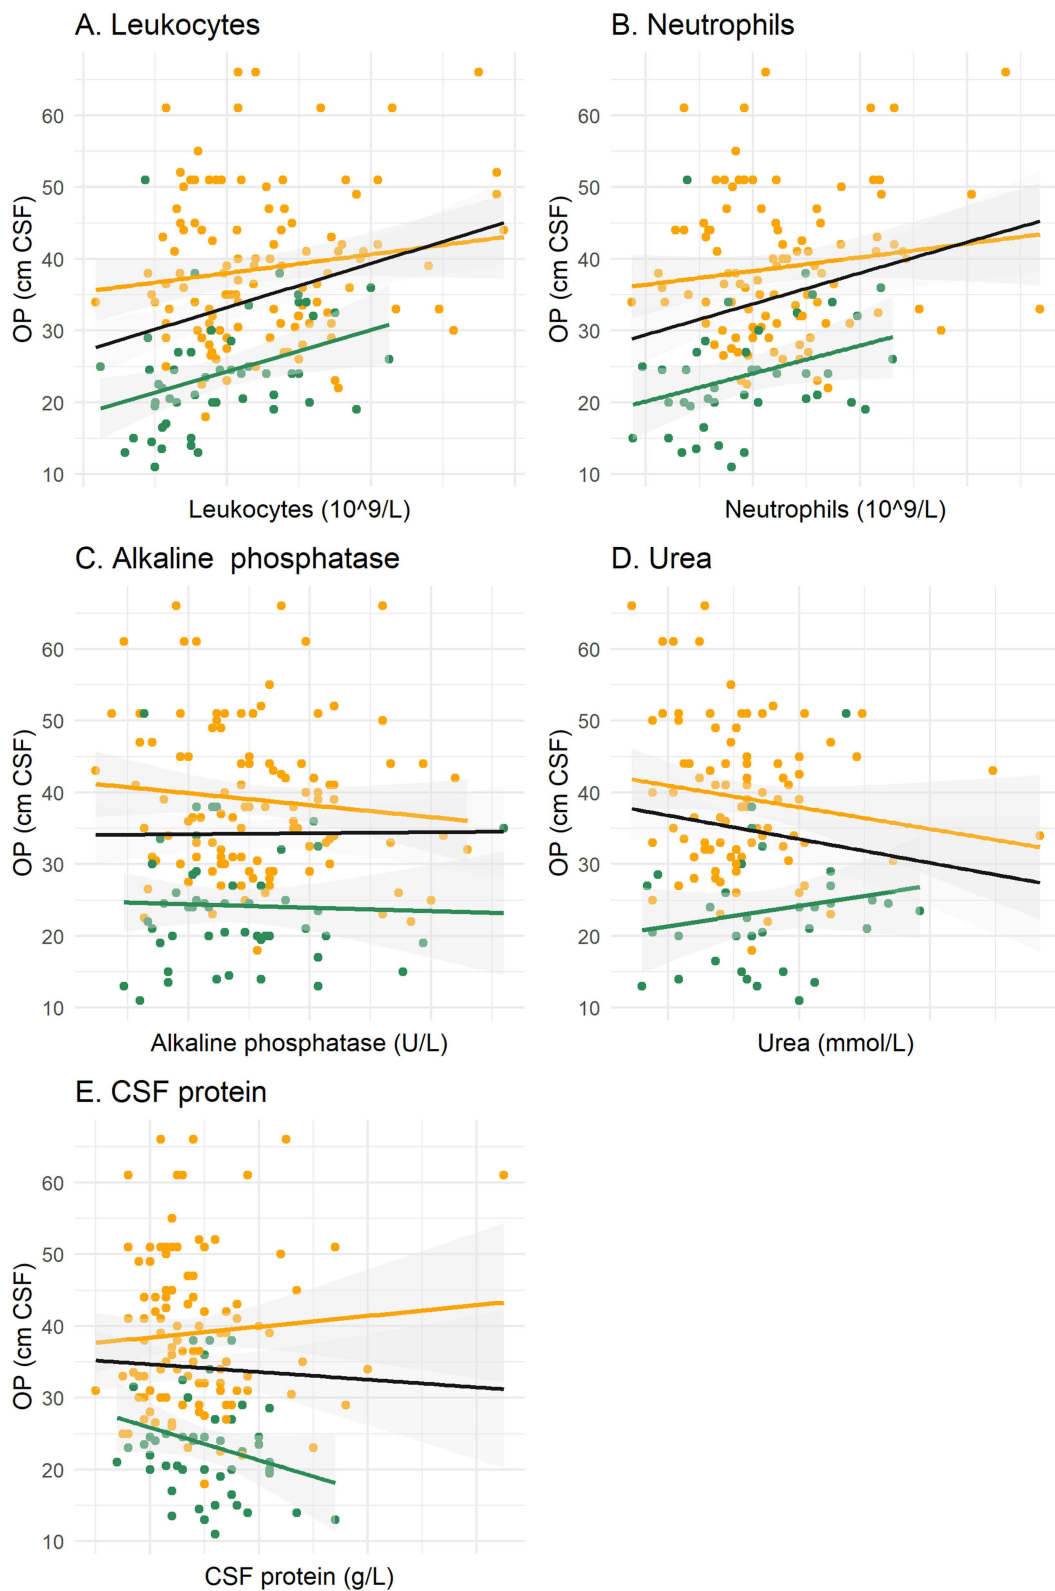 A. Leukocytes
B. Neutrophils
OP (cm CSF)
60
50
40
30
20
10
Leukocytes (10^9/L)
OP (cm CSF)
60
50
40
30
20
10
Neutrophils (10^9/L)
C. Alkaline  phosphatase
D. Urea
OP (cm CSF)
60
50
40
30
20
10
Alkaline phosphatase (U/L)
OP (cm CSF)
60
50
40
30
20
10
Urea (mmol/L)
E. CSF protein
OP (cm CSF)
60
50
40
30
20
10
CSF protein (g/L)